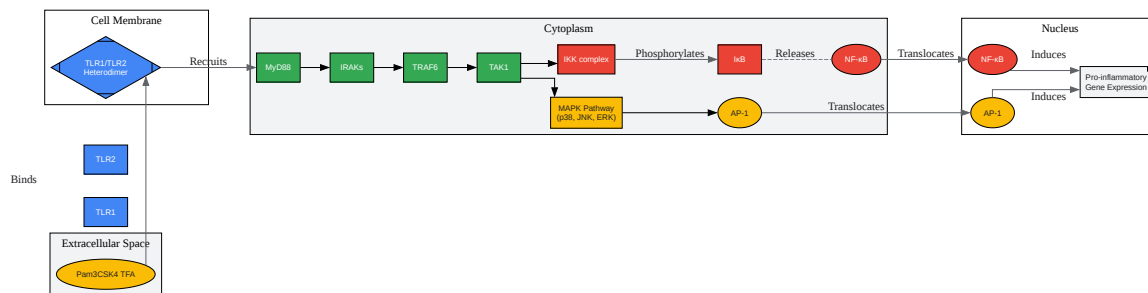 Cell Membrane
TLR1/TLR2
Heterodimer
Recruits
Cytoplasm
MyD88
IRAKs
TRAF6
TAK1
IKK complex
Phosphorylates
IκB
Releases
NF-κB
Translocates
MAPK Pathway
(p38, JNK, ERK)
AP-1
Translocates
Nucleus
NF-κB
Induces
AP-1
Induces
Pro-inflammatory
Gene Expression
TLR2
Binds
TLR1
Extracellular Space
Pam3CSK4 TFA